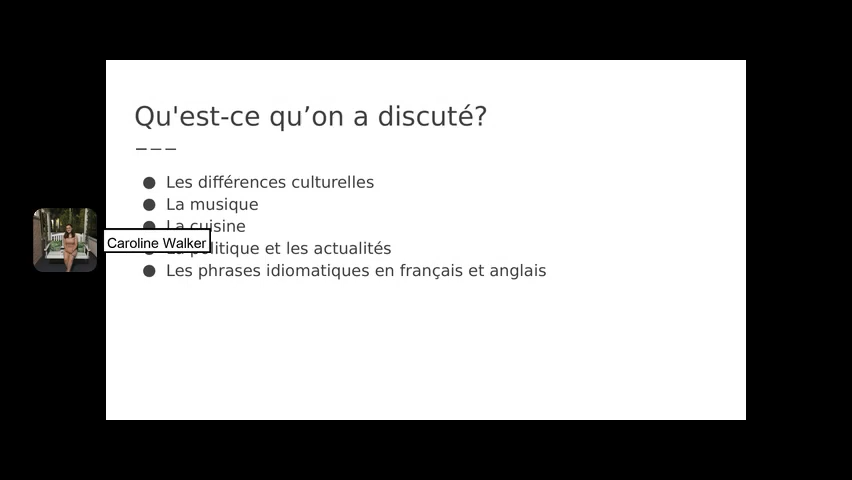 Qu'est-ce qu’on a discuté?
● Les différences culturelles
● La musique
● La cuisine
Caroline Walker
● La politique et les actualités
● Les phrases idiomatiques en français et anglais